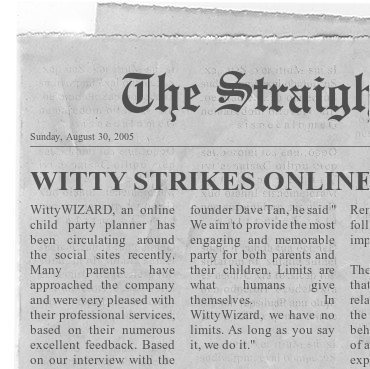 The Straigh
Sunday, August 30, 2005
WITTY STRIKES ONLINE
WittyWIZARD, an online
child party planner has
been circulating around
the social sites recently.
Many parents have
approached the company
and were very pleased with
their professional services,
based on their numerous
excellent feedback. Based
on our interview with the
founder Dave Tan, he said "
We aim to provide the most
engaging and memorable
party for both parents and
their children. Limits are
what humans give
themselves. In
WittyWizard, we have no
limits. As long as you say
it, we do it."
Rer
foll
imp
The
that
rela
the
beh
of a
exp